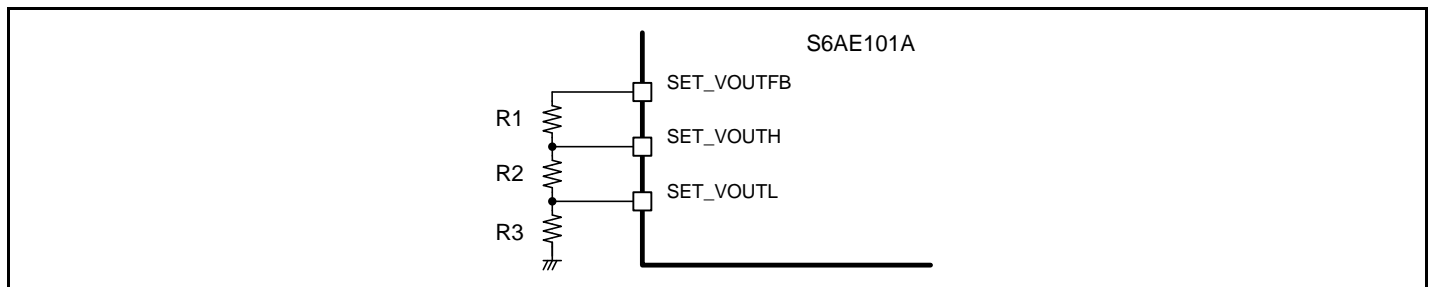 S6AE101A
SET_VOUTFB
R1
SET_VOUTH
R2
SET_VOUTL
R3